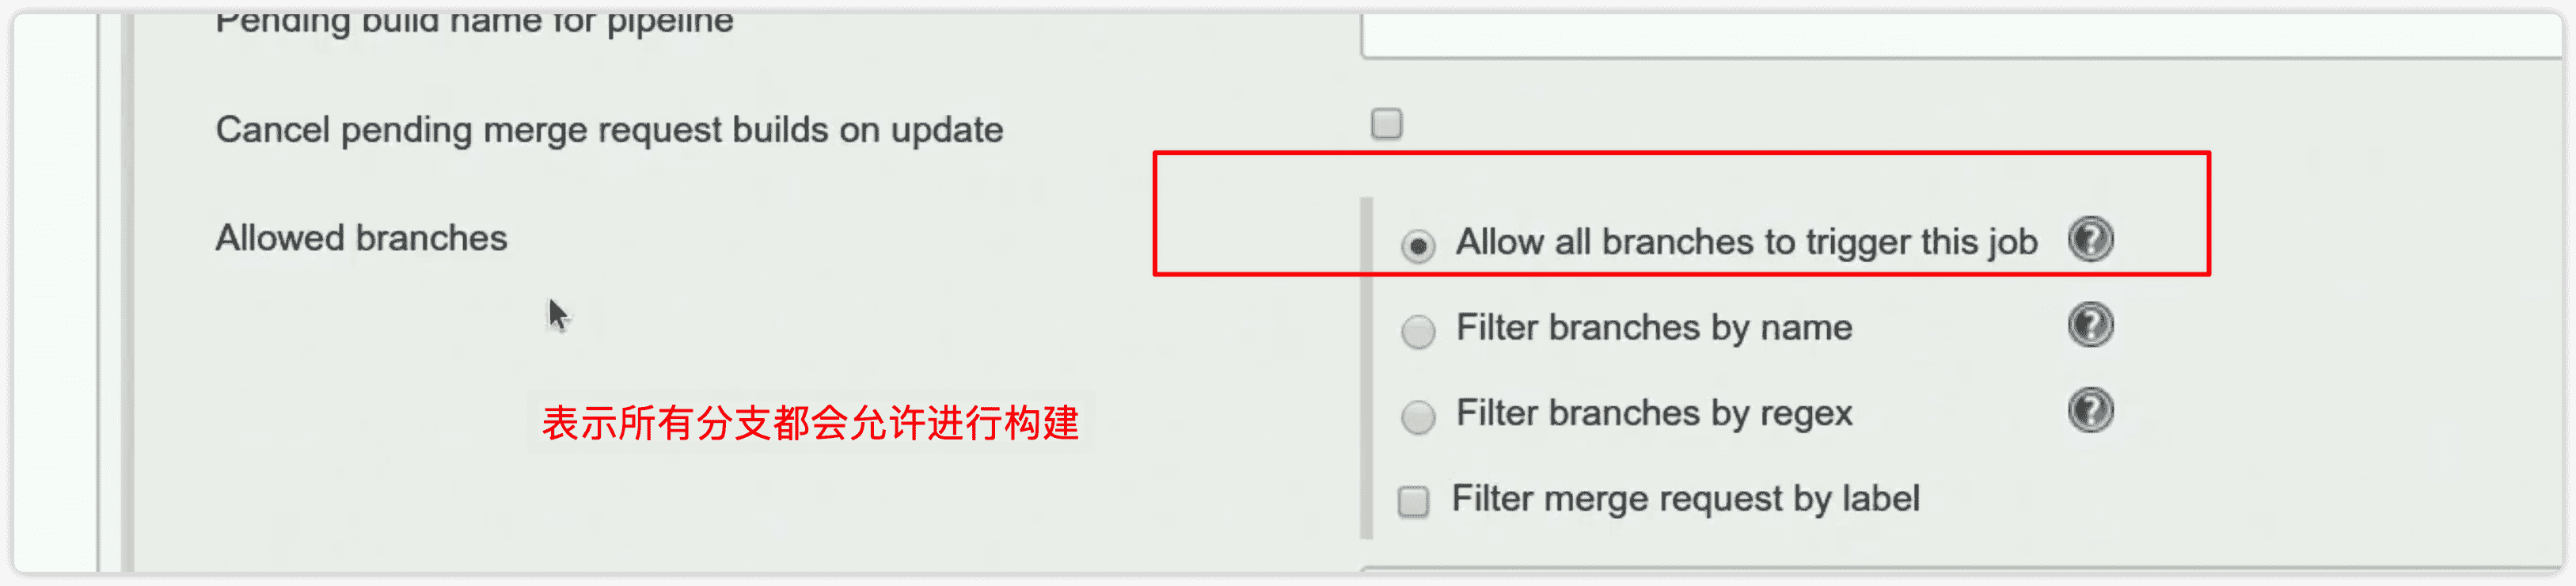 Pending build name for pipeline
Cancel pending merge request builds on update
Allowed branches
Allow all branches to trigger this job
Filter branches by name
Filter branches by regex
Filter merge request by label
表示所有分支都会允许进行构建